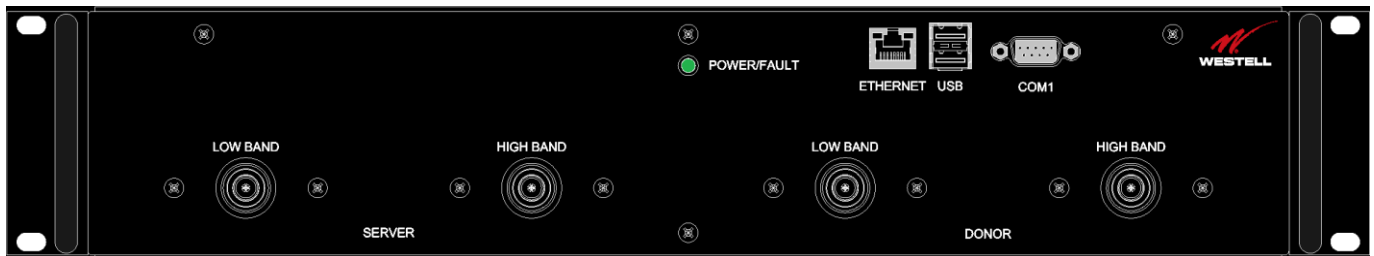 POWER/FAULT
ETHERNET USB COM1
WESTELL
LOW BAND HIGH BAND LOW BAND HIGH BAND
SERVER DONOR